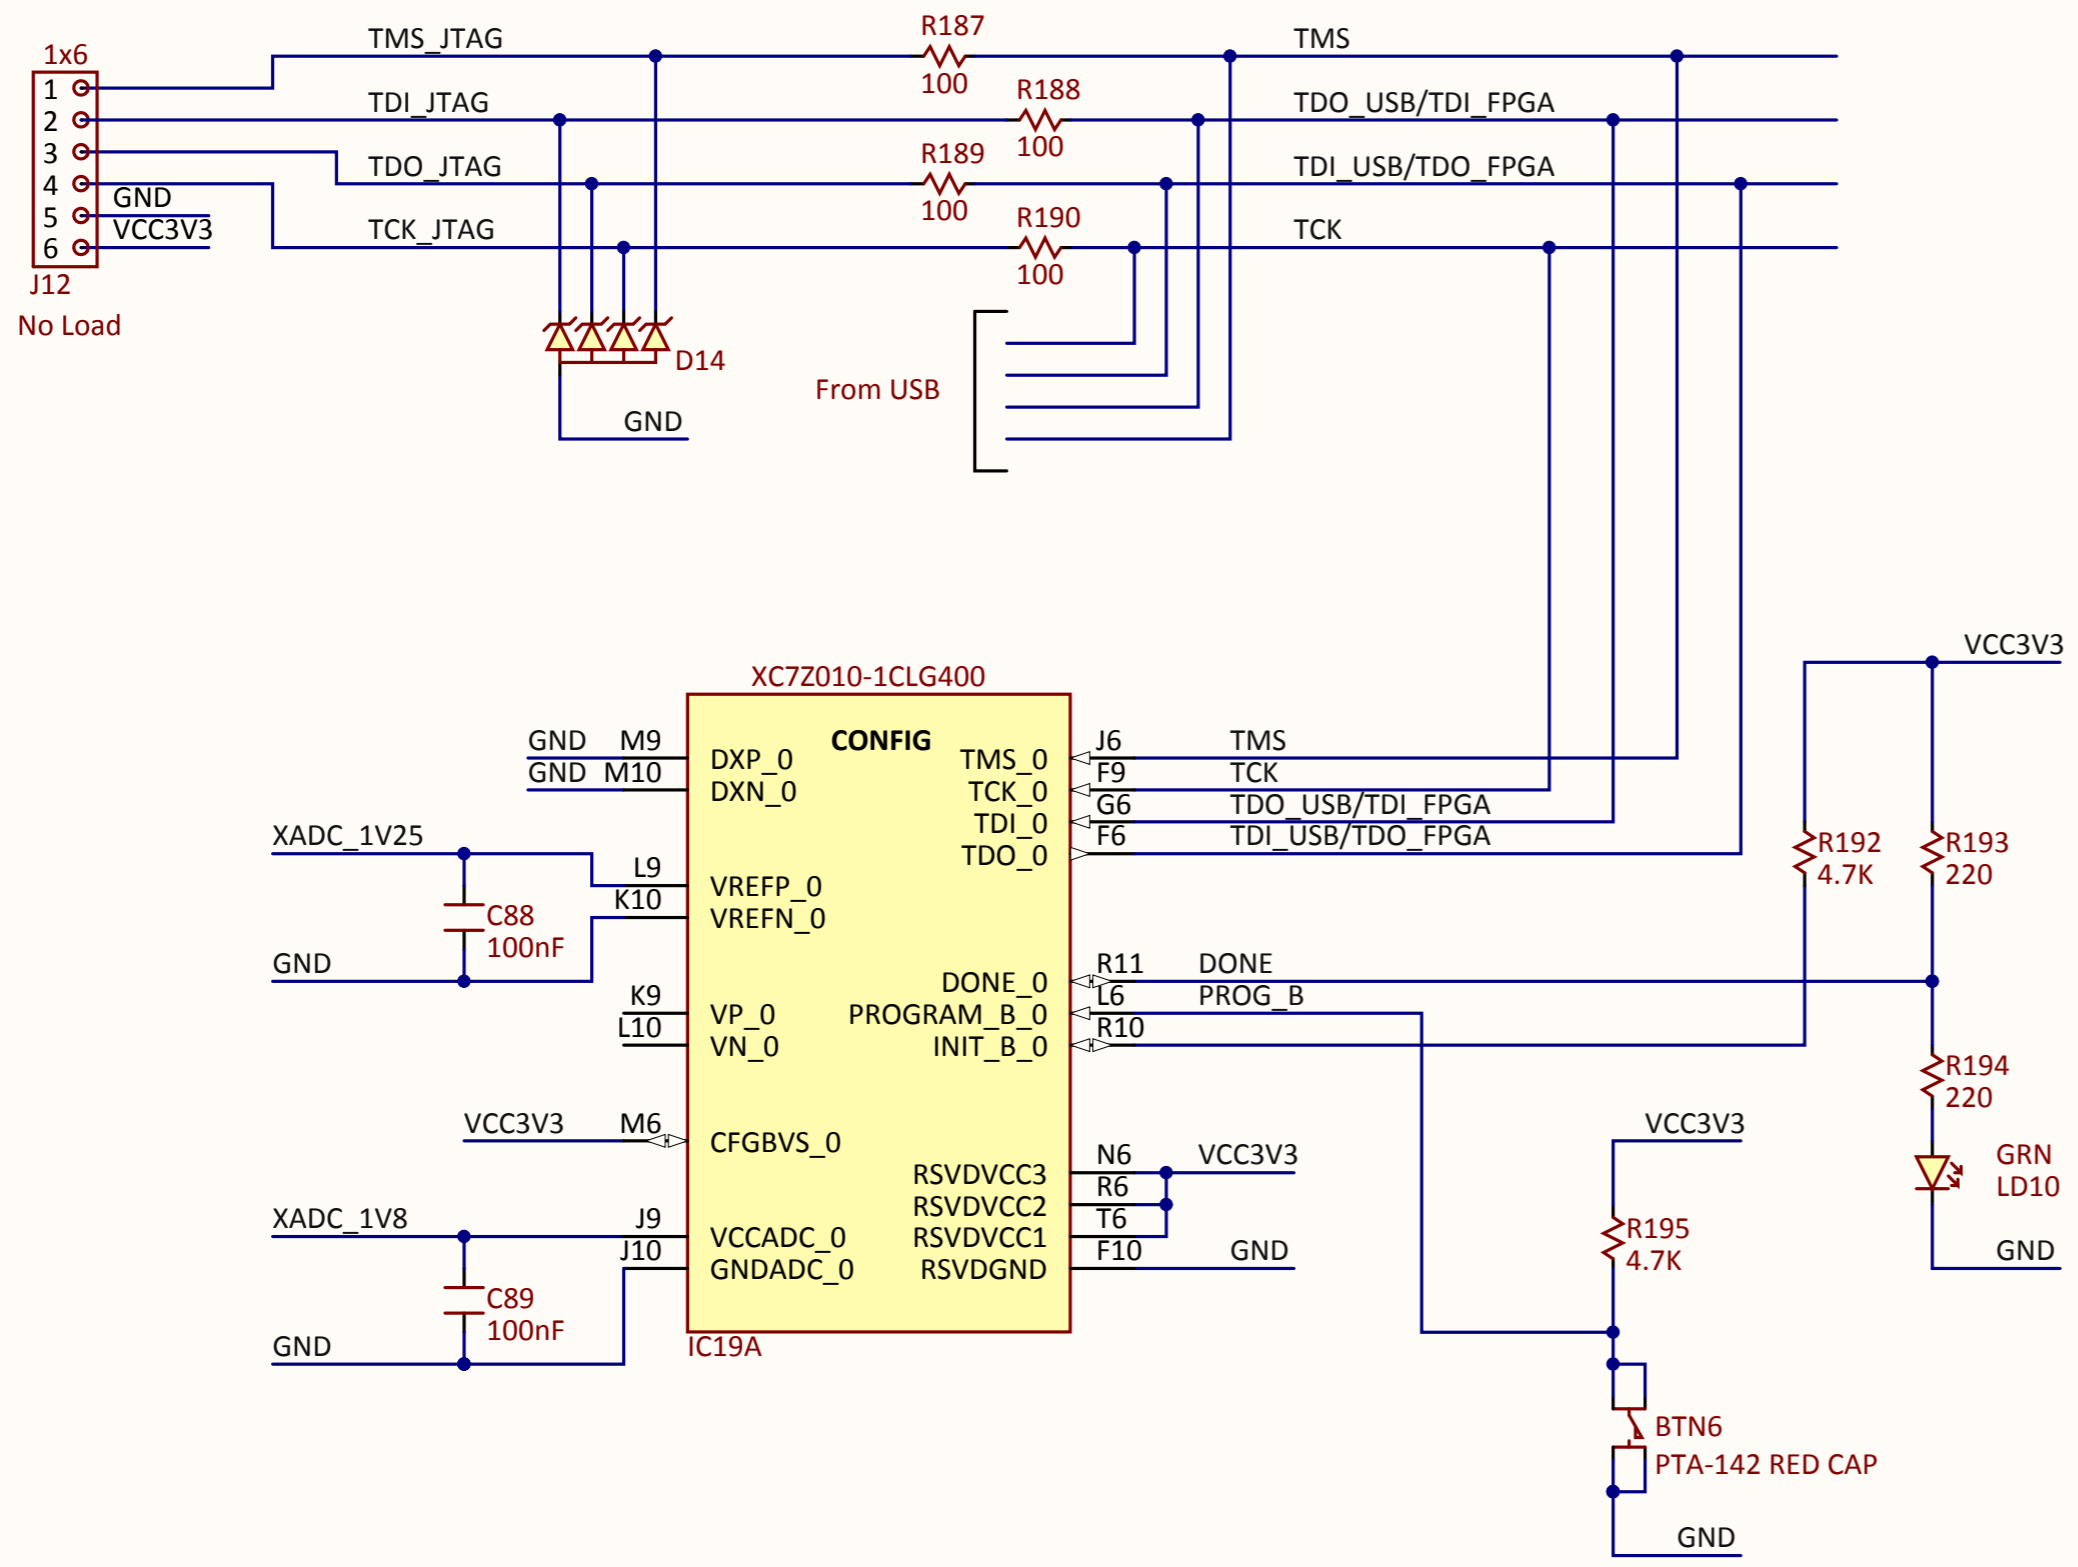 1x6
1
2
3
4
5
6
J12
No Load
GND
VCC3V3
TMS_JTAG
TDI_JTAG
TDO_JTAG
TCK_JTAG
R187
100
R188
100
R189
100
R190
100
TMS
TDO_USB/TDI_FPGA
TDI_USB/TDO_FPGA
TCK
D14
GND
From USB
XC7Z010-1CLG400
CONFIG
GND M9 DXP_0
GND M10 DXN_0
XADC_1V25
L9 VREFP_0
K10 VREFN_0
C88
100nF
GND
K9 VP_0
L10 VN_0
VCC3V3 M6 CFGBVS_0
XADC_1V8
J9 VCCADC_0
J10 GNDADC_0
C89
100nF
GND
IC19A
TMS_0 J6 TMS
TCK_0 F9 TCK
TDI_0 G6 TDO_USB/TDI_FPGA
TDO_0 F6 TDI_USB/TDO_FPGA
DONE_0 R11 DONE
PROGRAM_B_0 L6 PROG_B
INIT_B_0 R10
RSVDVCC3 N6 VCC3V3
RSVDVCC2 R6
RSVDVCC1 T6
RSVDGND F10 GND
VCC3V3
R192
4.7K
R193
220
R194
220
GRN
LD10
GND
VCC3V3
R195
4.7K
BTN6
PTA-142 RED CAP
GND